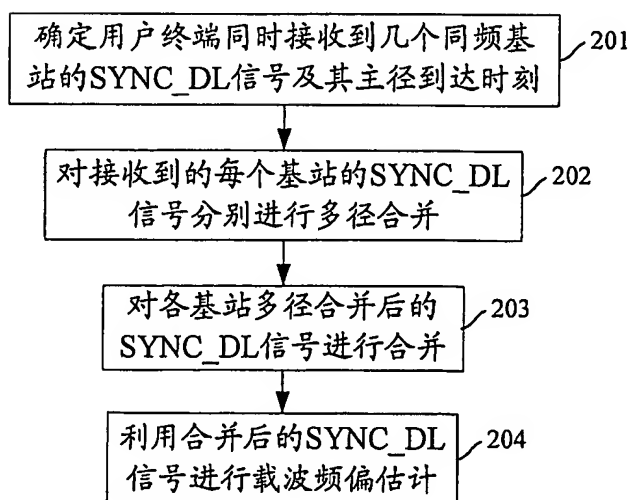 确定用户终端同时接收到几个同频基
站的SYNC_DL信号及其主径到达时刻
201
对接收到的每个基站的SYNC_DL
信号分别进行多径合并
202
对各基站多径合并后的
SYNC_DL信号进行合并
203
利用合并后的SYNC_DL
信号进行载波频偏估计
204